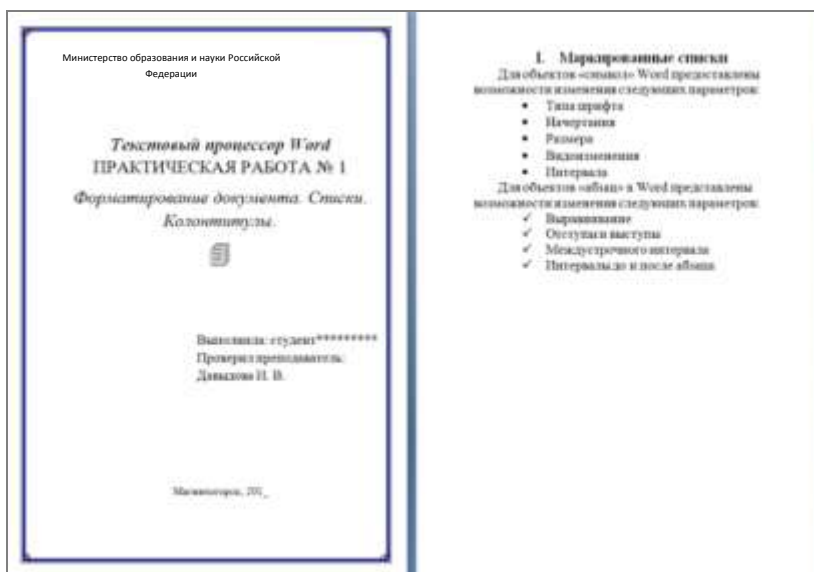 Министерство образования и науки Российской
Федерации
Текстовый процессор Word
ПРАКТИЧЕСКАЯ РАБОТА № 1
Форматирование документа. Списки.
Колонтитулы.
Выполнила: студент*********
Проверил преподаватель:
Давыдова И. В.
Магнитогорск, 201_
I. Маркированные списки
Для объектов «символ» Word предоставлены
возможности изменения следующих параметров:
• Типа шрифта
• Начертания
• Размера
• Видоизменения
• Интервала
Для объектов «абзац» в Word представлены
возможности изменения следующих параметров:
✓ Выравнивание
✓ Отступы и выступы
✓ Междустрочного интервала
✓ Интервалы до и после абзаца